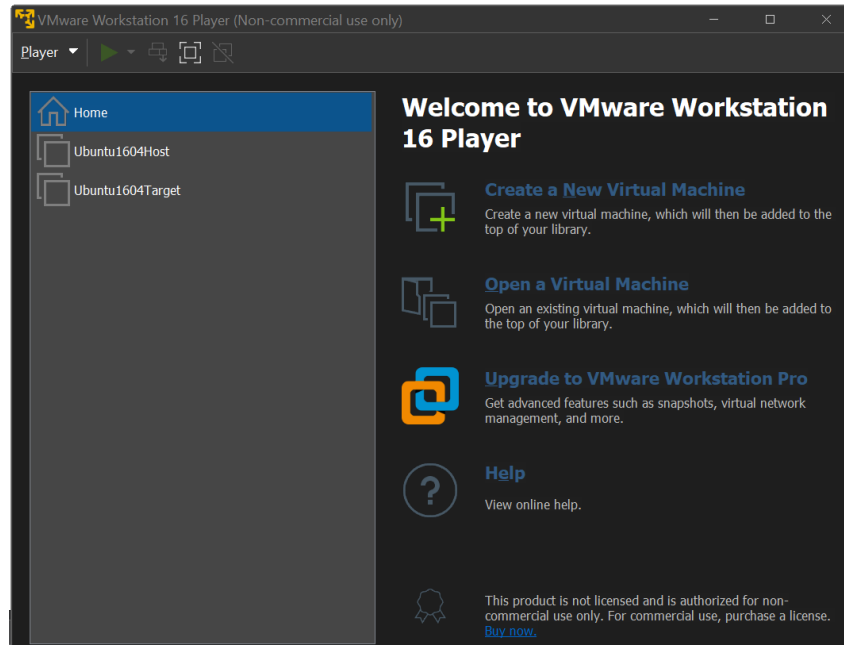 VMware Workstation 16 Player (Non-commercial use only)
Player
Home
Ubuntu1604Host
Ubuntu1604Target
Welcome to VMware Workstation
16 Player
Create a New Virtual Machine
Create a new virtual machine, which will then be added to the
top of your library.
Open a Virtual Machine
Open an existing virtual machine, which will then be added to
the top of your library.
Upgrade to VMware Workstation Pro
Get advanced features such as snapshots, virtual network
management, and more.
Help
View online help.
This product is not licensed and is authorized for non-
commercial use only. For commercial use, purchase a license.
Buy now.